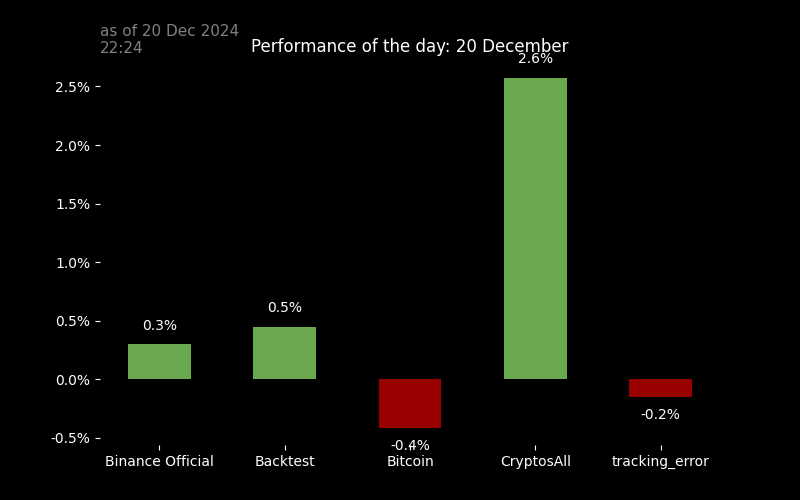 as of 20 Dec 2024
22:24
Performance of the day: 20 December
2.6%
2.5%
2.0%
1.5%
1.0%
0.5%
0.0%
-0.5%
0.3%
0.5%
-0.4%
-0.2%
Binance Official
Backtest
Bitcoin
CryptosAll
tracking_error